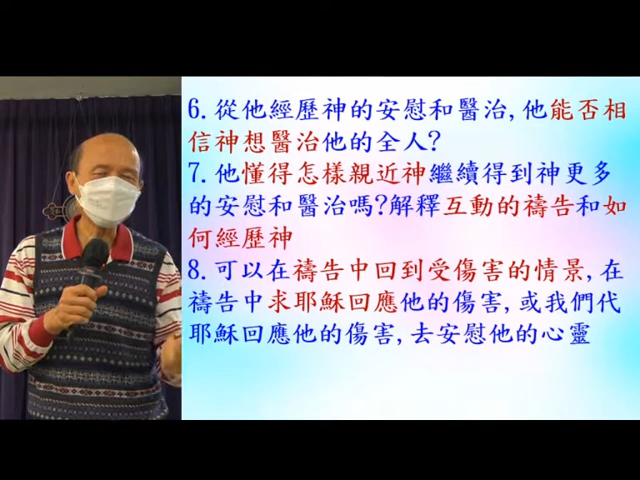 6.從他經歷神的安慰和醫治,他能否相
信神想醫治他的全人?
7.他懂得怎樣親近神繼續得到神更多
的安慰和醫治嗎?解釋互動的禱告和如
何經歷神
8.可以在禱告中回到受傷害的情景,在
禱告中求耶穌回應他的傷害,或我們代
耶穌回應他的傷害,去安慰他的心靈